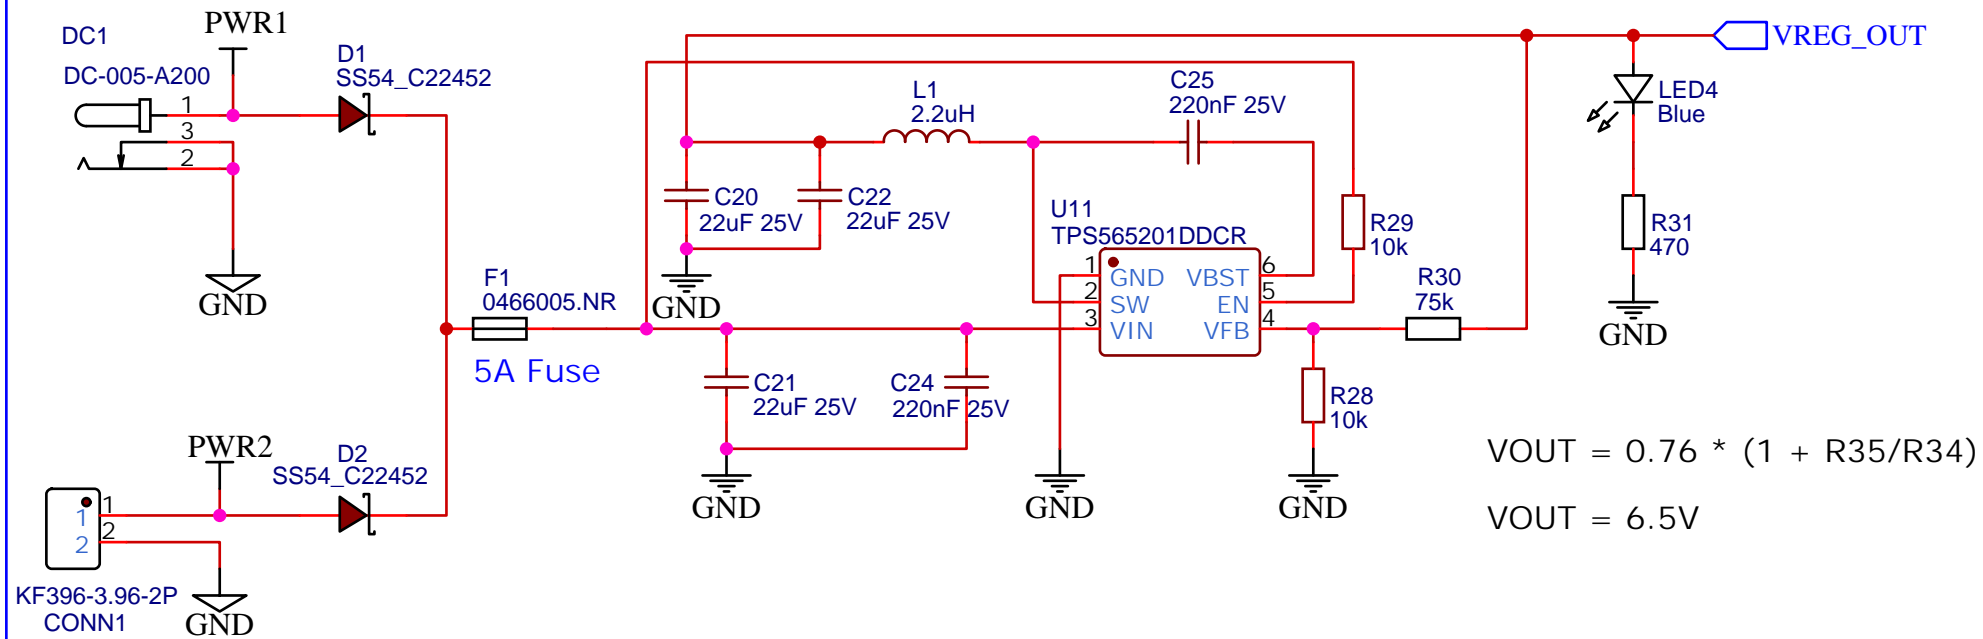 DC1
DC-005-A200
1
3
2
PWR1
GND
D1
SS54_C22452
F1
0466005.NR
5A Fuse
PWR2
D2
SS54_C22452
1
2
1
2
KF396-3.96-2P
CONN1
GND
C20
22uF 25V
C22
22uF 25V
GND
L1
2.2uH
C25
220nF 25V
C21
22uF 25V
C24
220nF 25V
GND
U11
TPS565201DDCR
1
2
3
GND
SW
VIN
VBST
EN
VFB
6
5
4
GND
R29
10k
R30
75k
R28
10k
GND
VREG_OUT
LED4
Blue
R31
470
GND
VOUT = 0.76 * (1 + R35/R34)
VOUT = 6.5V